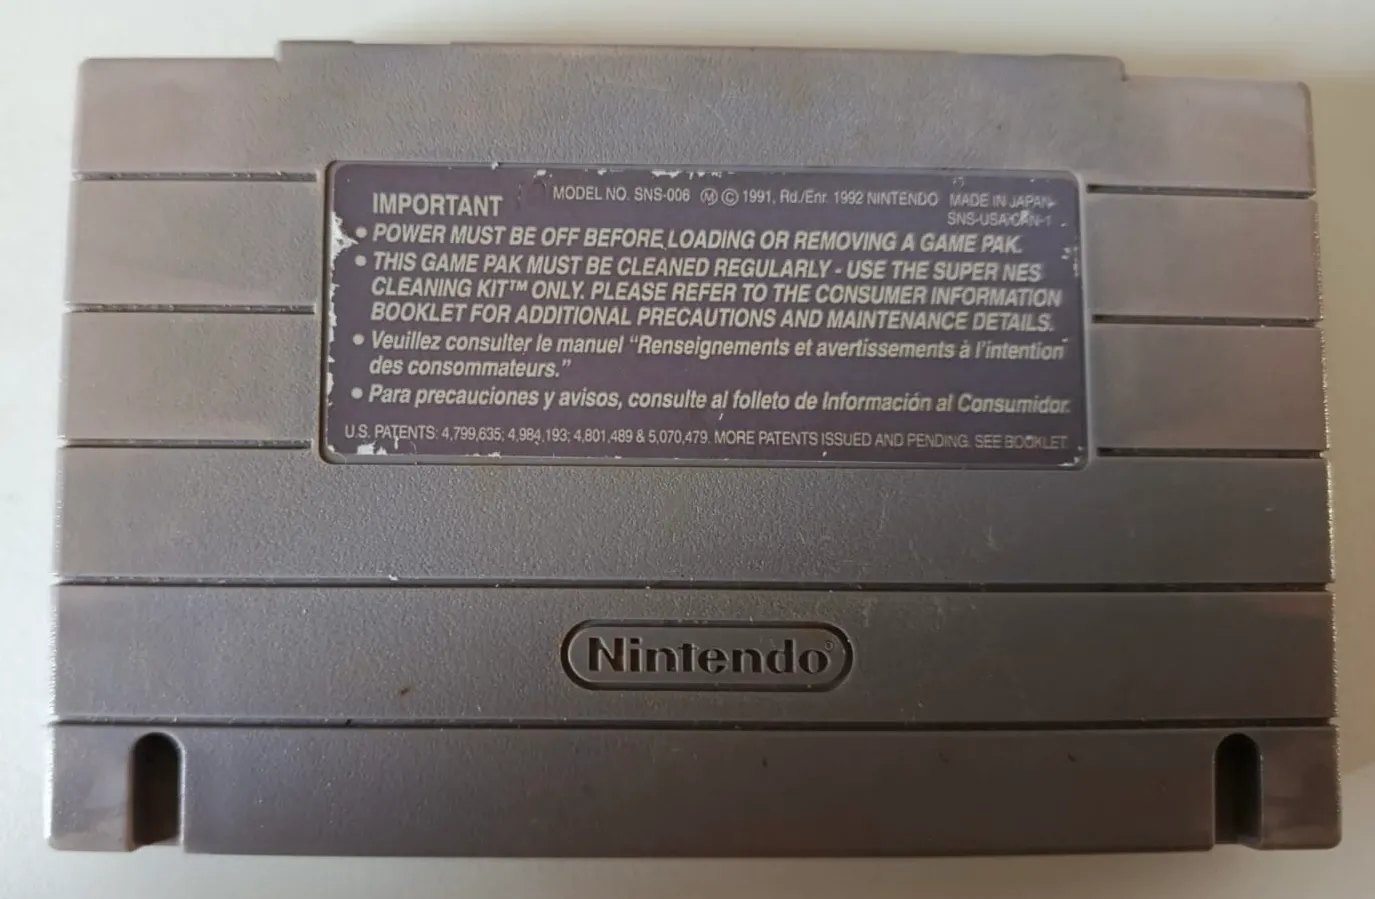 IMPORTANT MODEL NO. SNS-006 Ⓜ © 1991, Rd./Enr. 1992 NINTENDO MADE IN JAPAN
SNS-USA/CAN-1
• POWER MUST BE OFF BEFORE LOADING OR REMOVING A GAME PAK.
• THIS GAME PAK MUST BE CLEANED REGULARLY - USE THE SUPER NES
CLEANING KIT™ ONLY. PLEASE REFER TO THE CONSUMER INFORMATION
BOOKLET FOR ADDITIONAL PRECAUTIONS AND MAINTENANCE DETAILS.
• Veuillez consulter le manuel "Renseignements et avertissements à l'intention
des consommateurs."
• Para precauciones y avisos, consulte al folleto de Información al Consumidor.
U.S. PATENTS: 4,799,635; 4,984,193; 4,801,489 & 5,070,479. MORE PATENTS ISSUED AND PENDING. SEE BOOKLET.
Nintendo®